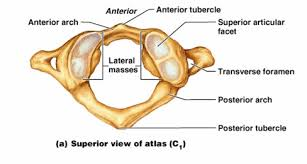 Anterior
Anterior tubercle
Anterior arch
Superior articular
facet
Lateral
masses
Transverse foramen
Posterior arch
Posterior tubercle
(a) Superior view of atlas (C₁)